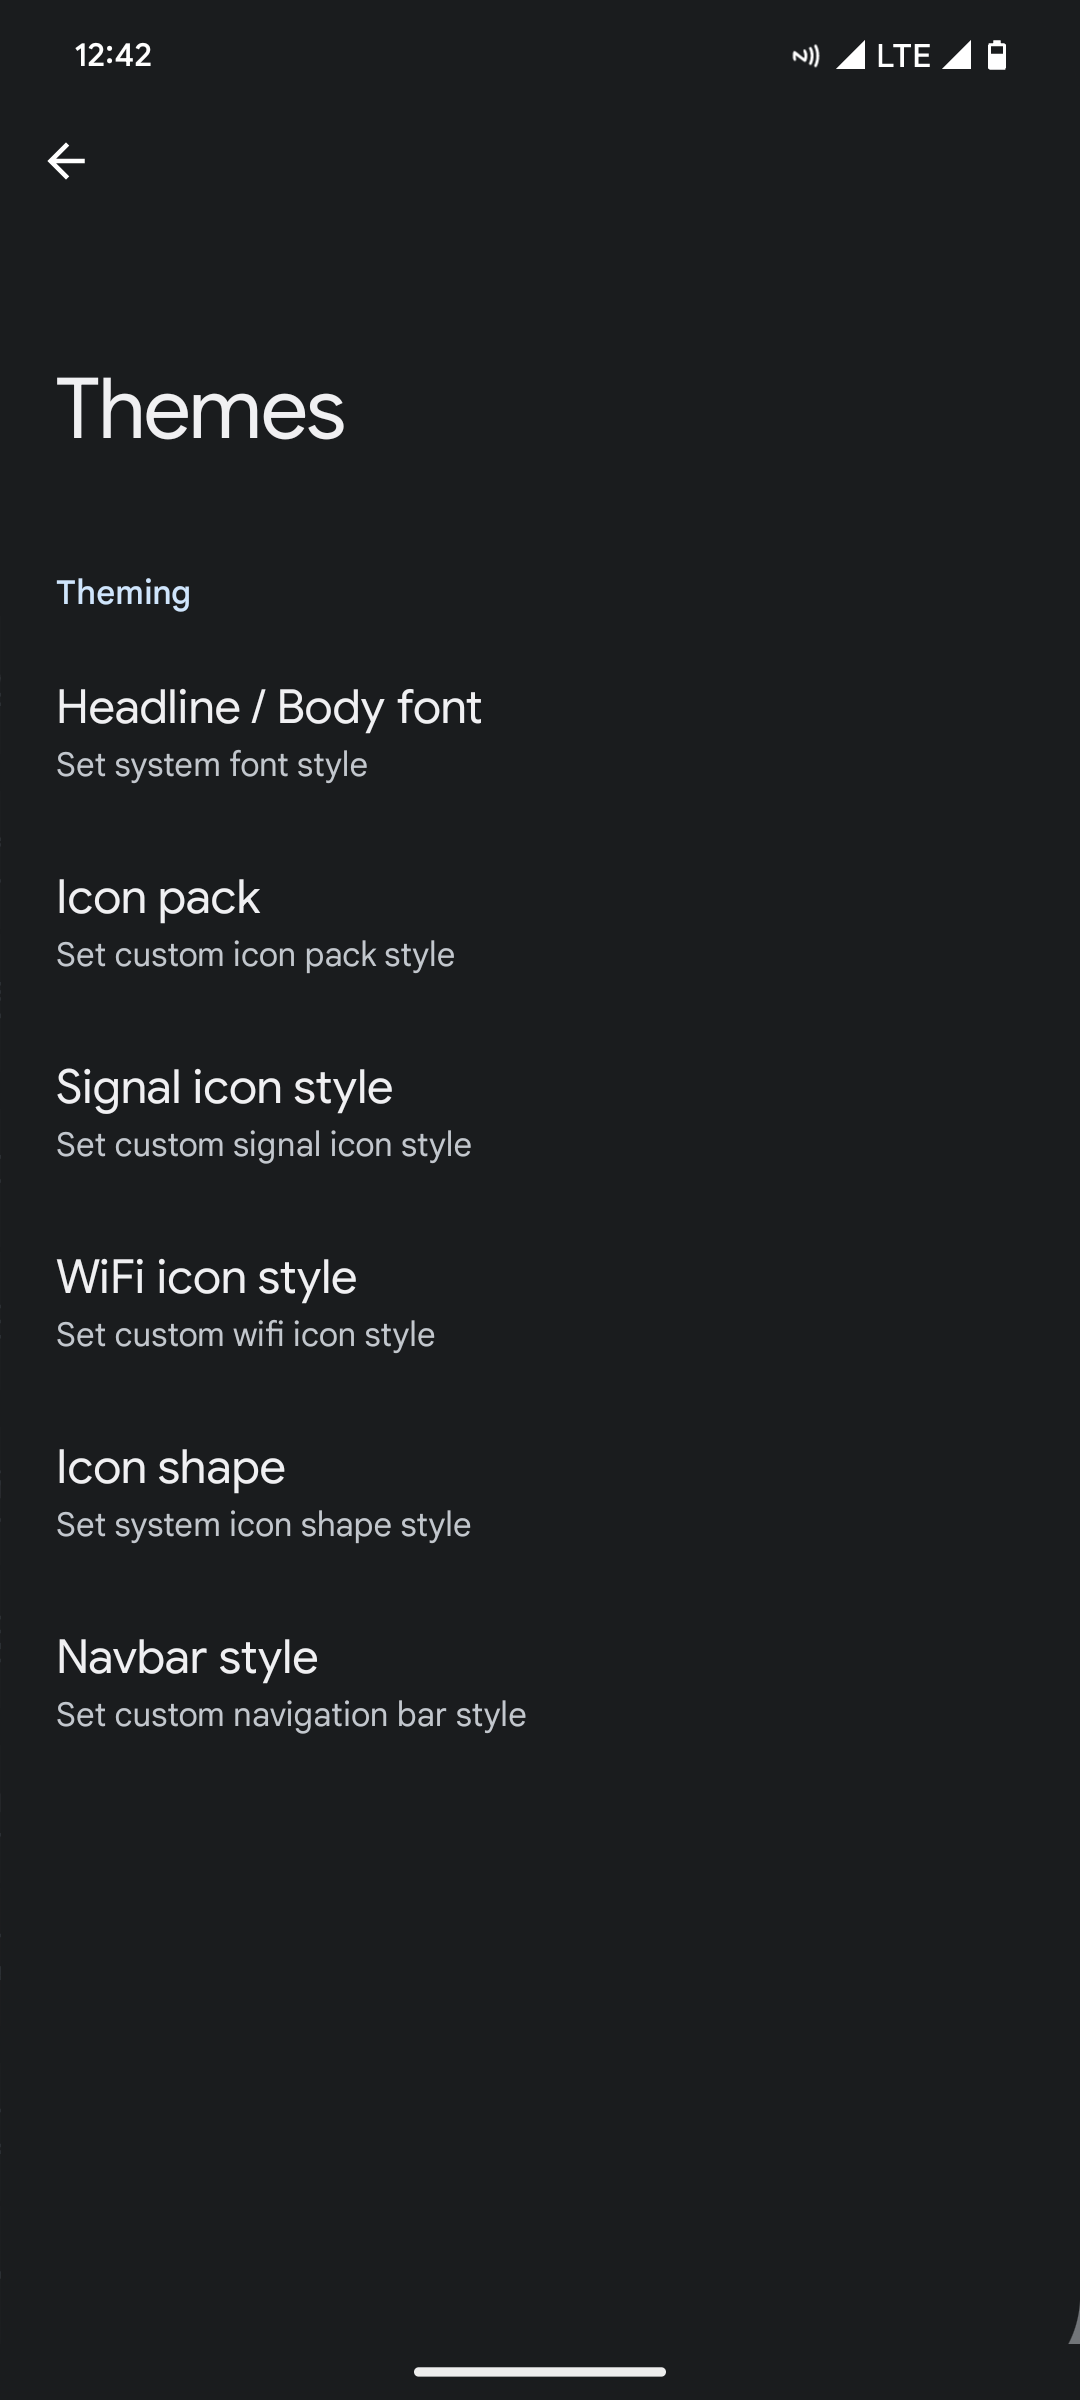 12:42
LTE
Themes
Theming
Headline / Body font
Set system font style
Icon pack
Set custom icon pack style
Signal icon style
Set custom signal icon style
WiFi icon style
Set custom wifi icon style
Icon shape
Set system icon shape style
Navbar style
Set custom navigation bar style